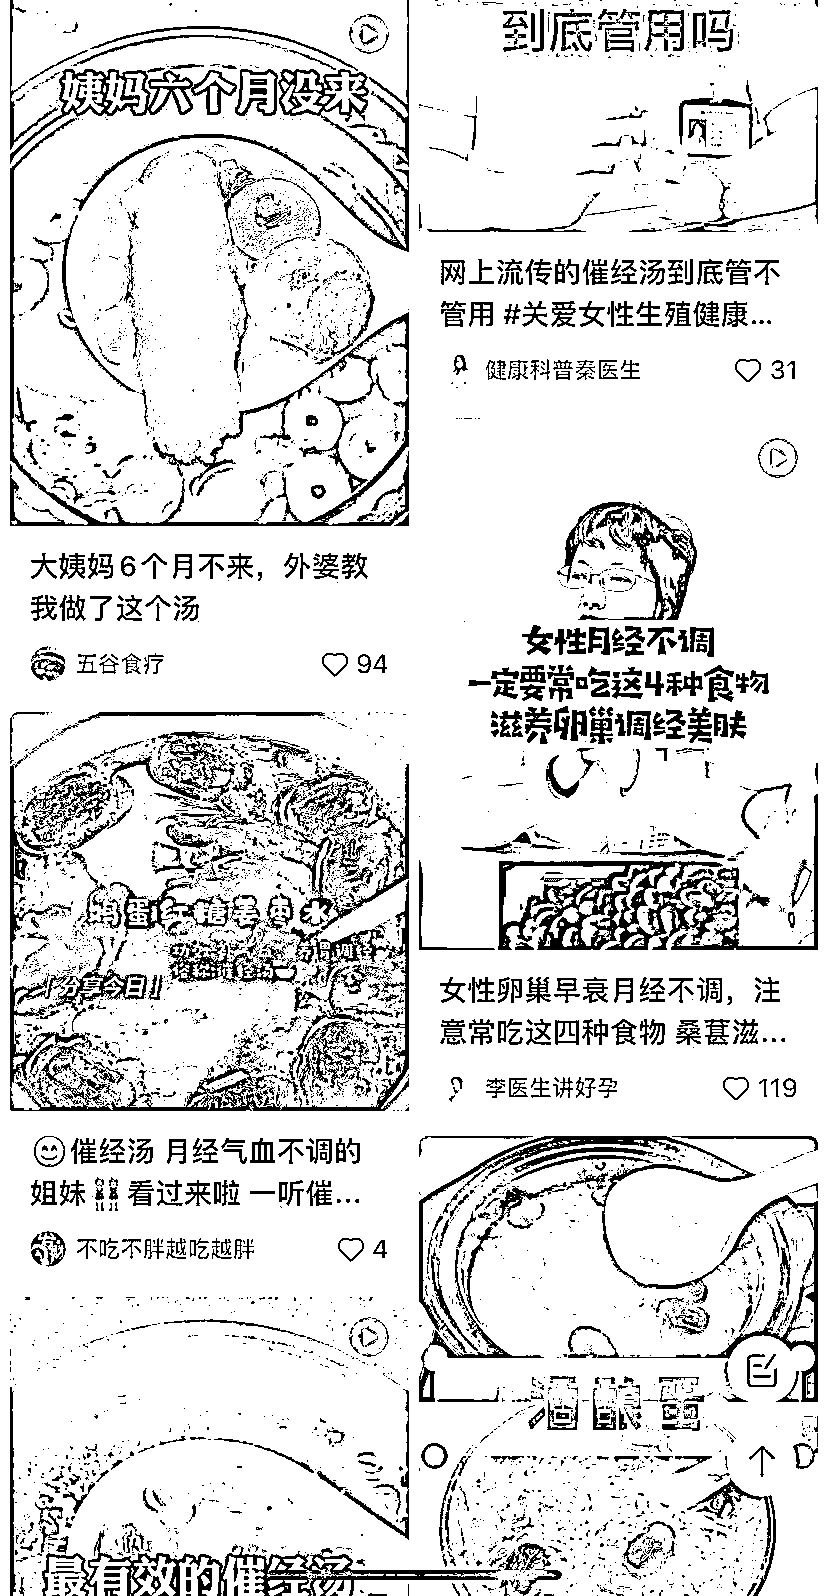 姨妈六个月没来
大姨妈6个月不来，外婆教
我做了这个汤
五谷食疗
94
鸡蛋红糖姜枣水
「分享今日」
😊催经汤 月经气血不调的
姐妹👭看过来啦 一听催...
不吃不胖越吃越胖
4
最有效的催经汤
到底管用吗
网上流传的催经汤到底管不
管用 #关爱女性生殖健康...
健康科普秦医生
31
女性月经不调
一定要常吃这4种食物
滋养卵巢调经美肤
女性卵巢早衰月经不调，注
意常吃这四种食物 桑葚滋...
李医生讲好孕
119
酒酿蛋